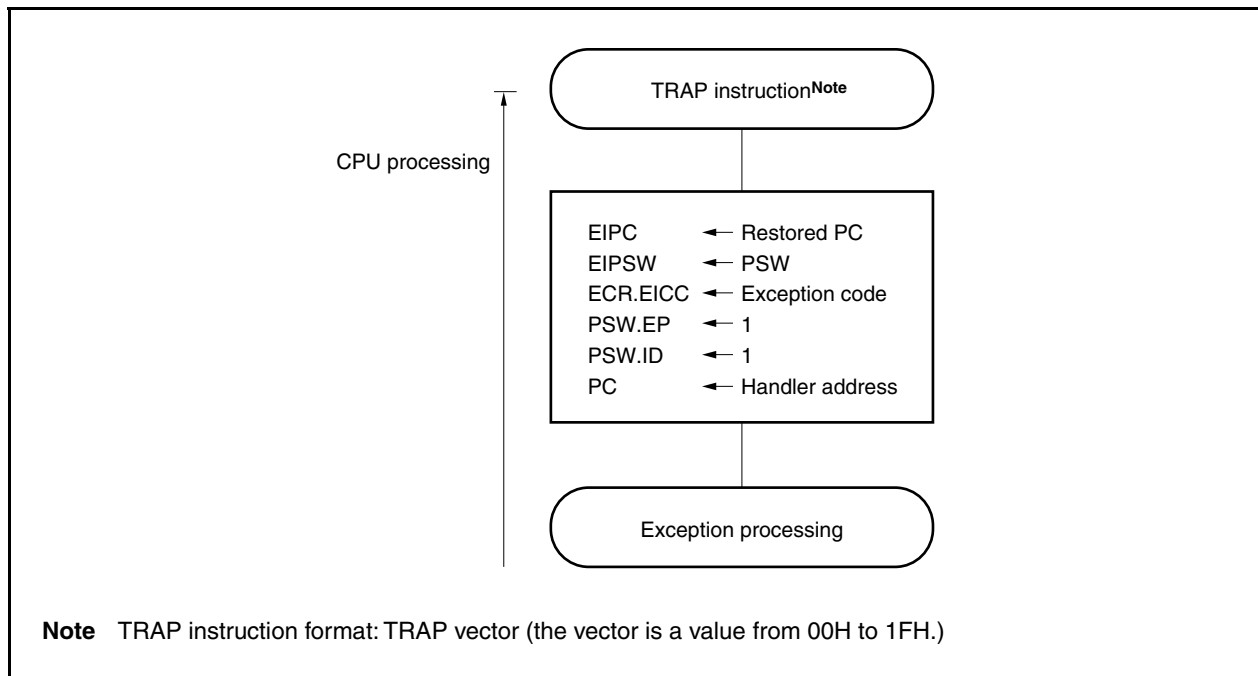 TRAP instructionNote
CPU processing
EIPC ← Restored PC
EIPSW ← PSW
ECR.EICC ← Exception code
PSW.EP ← 1
PSW.ID ← 1
PC ← Handler address
Exception processing
Note TRAP instruction format: TRAP vector (the vector is a value from 00H to 1FH.)